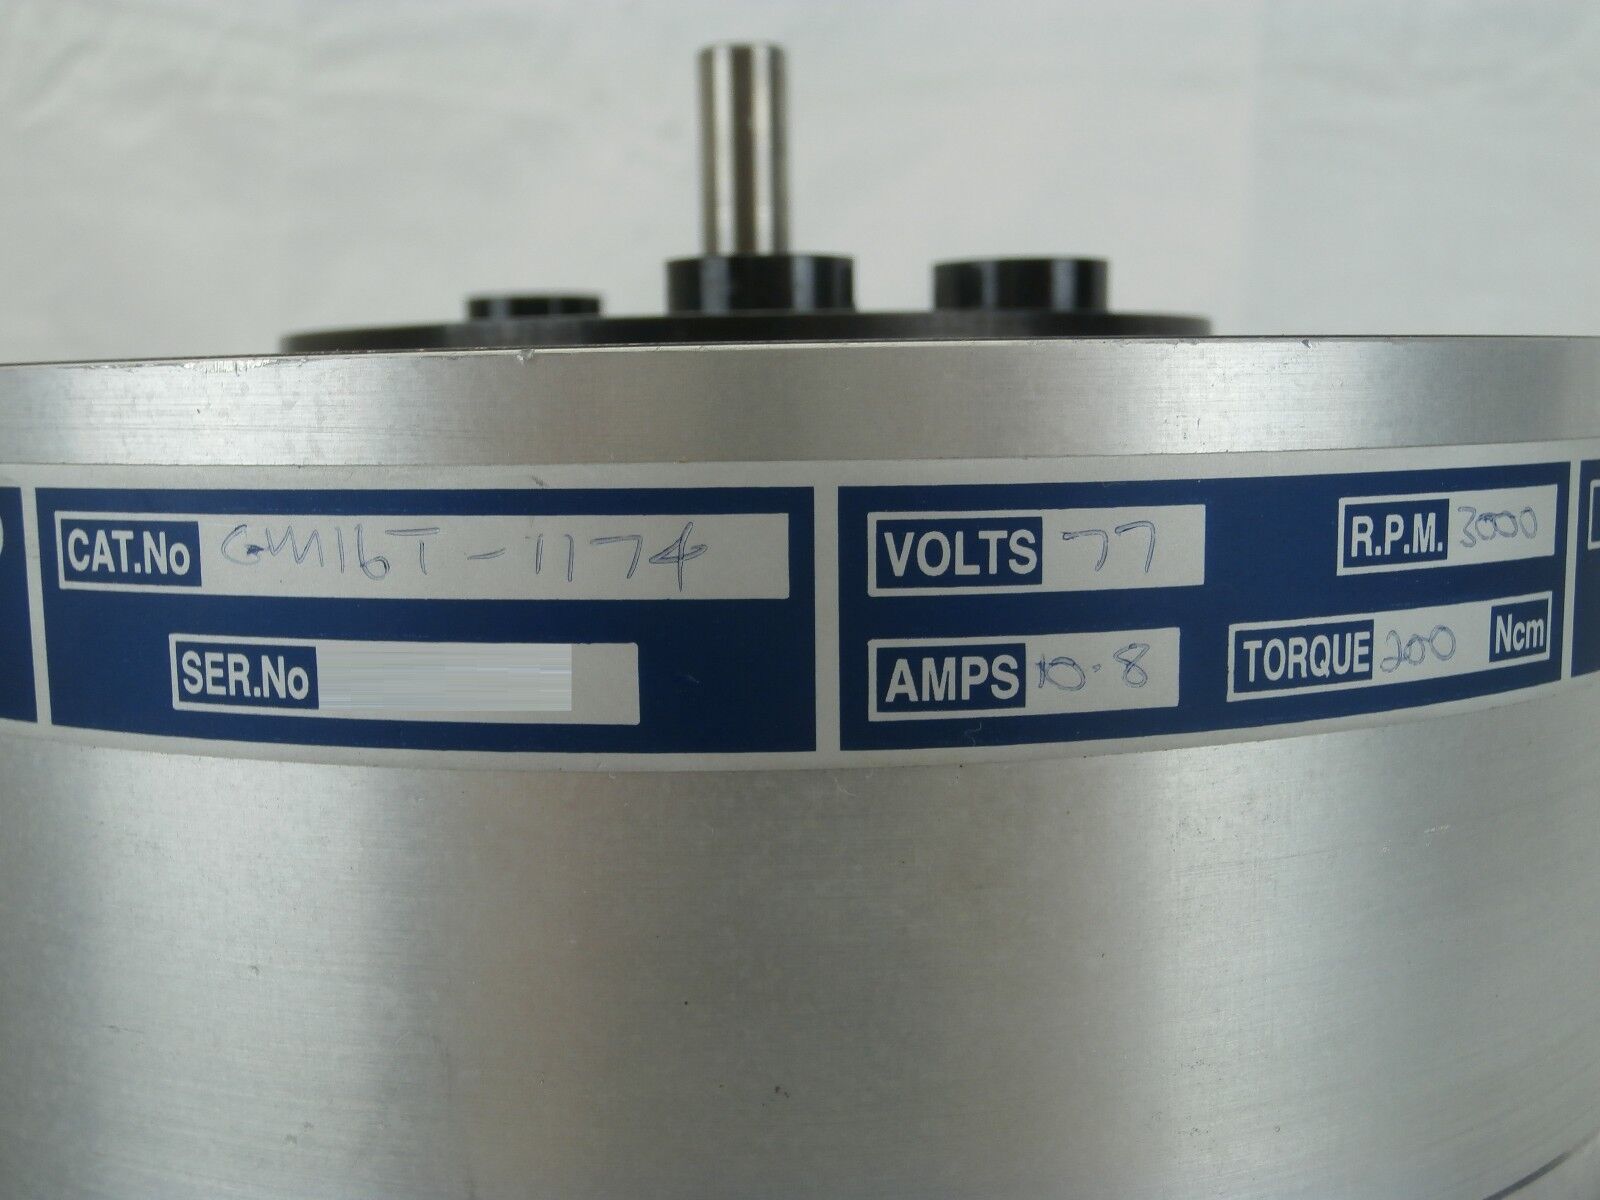 CAT.No GM16T-1174
SER.No
VOLTS 77
R.P.M. 3000
AMPS 10.8
TORQUE 200 Ncm